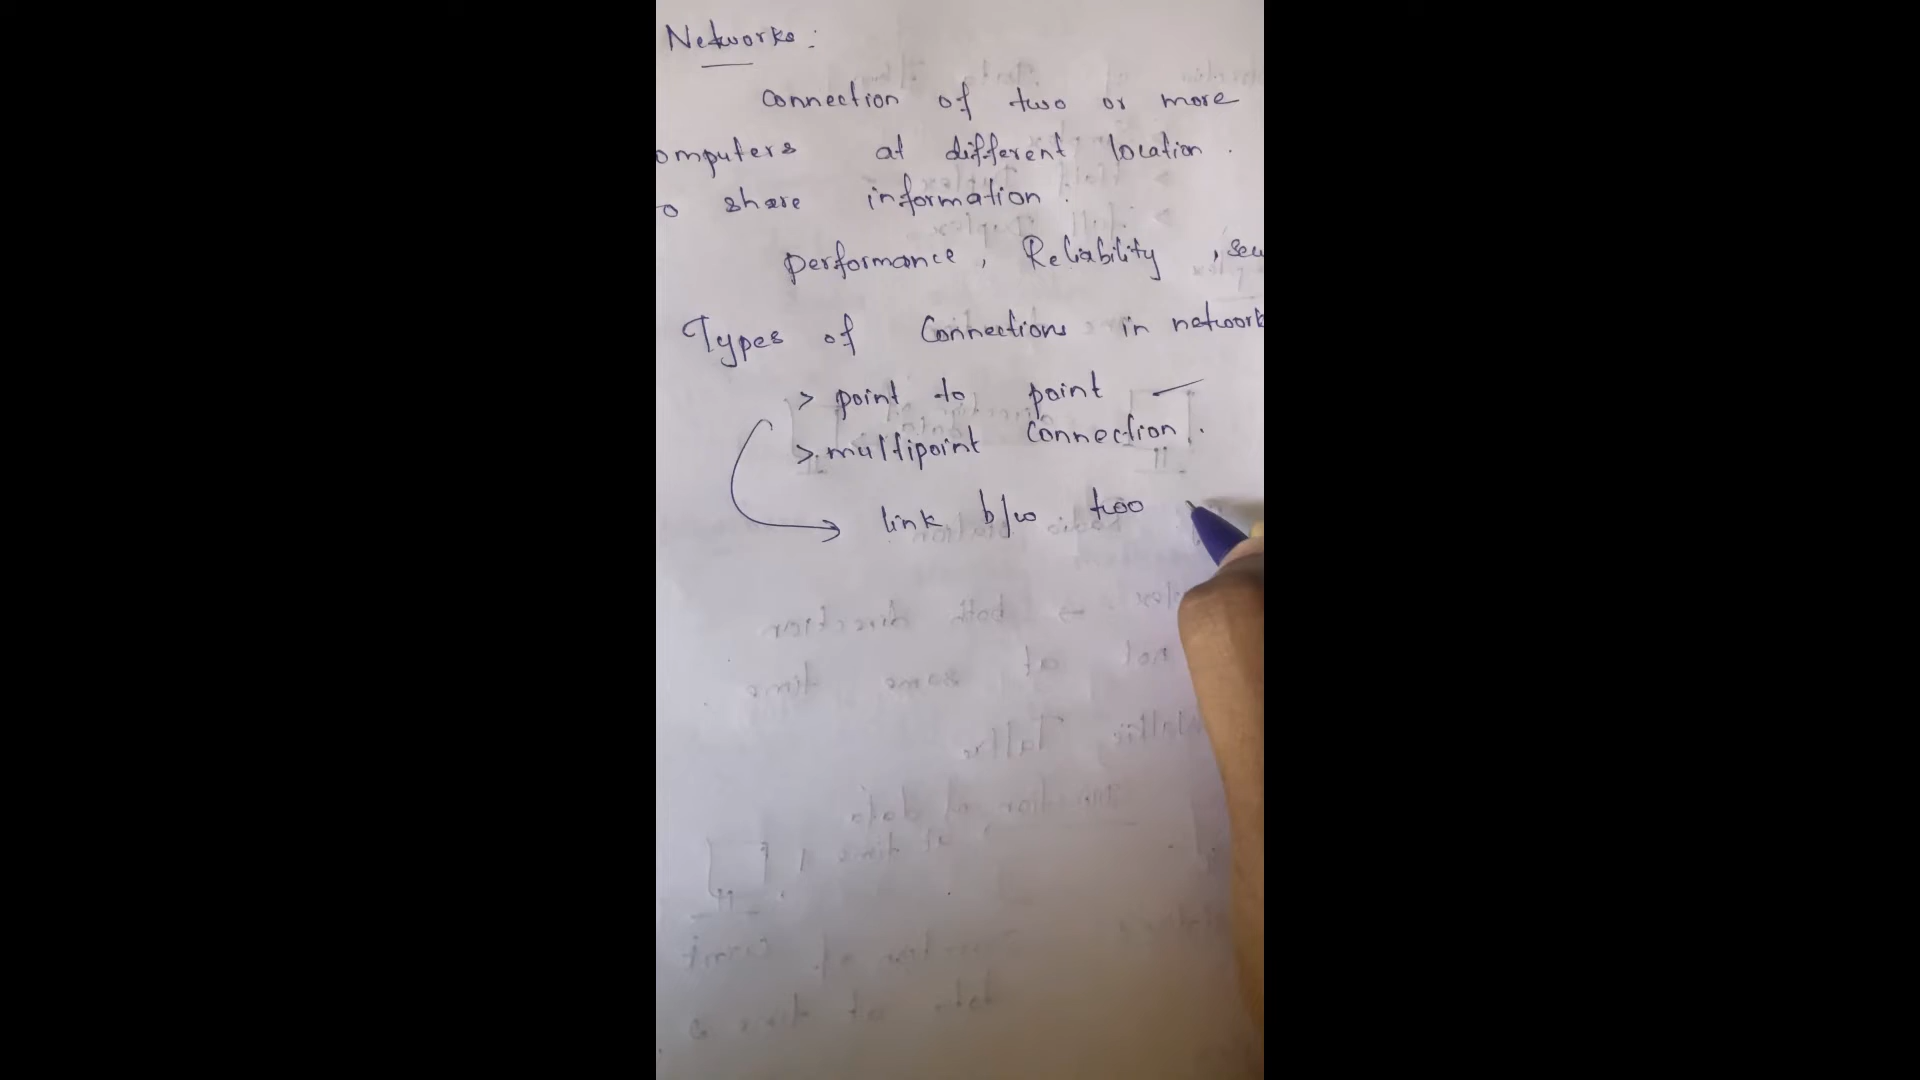 Networks:
Connection of two or more
omputers at different location.
o share information.
performance, Reliability, secu
Types of Connections in network
> point to point
> multipoint connection.
link b/w two